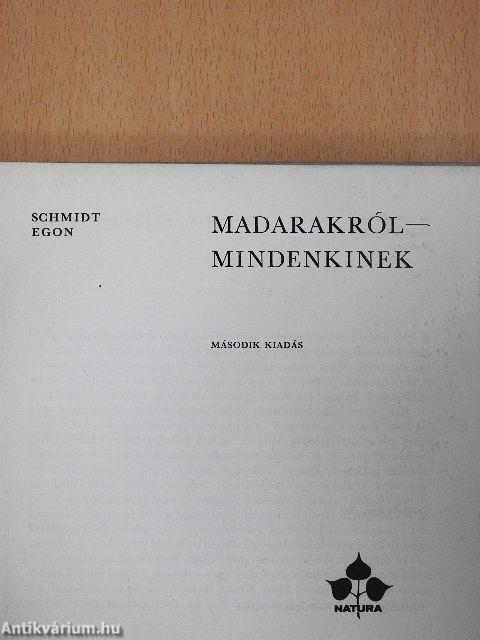 SCHMIDT
EGON
MADARAKRÓL—
MINDENKINEK
MÁSODIK KIADÁS
NATURA
Antikvárium.hu